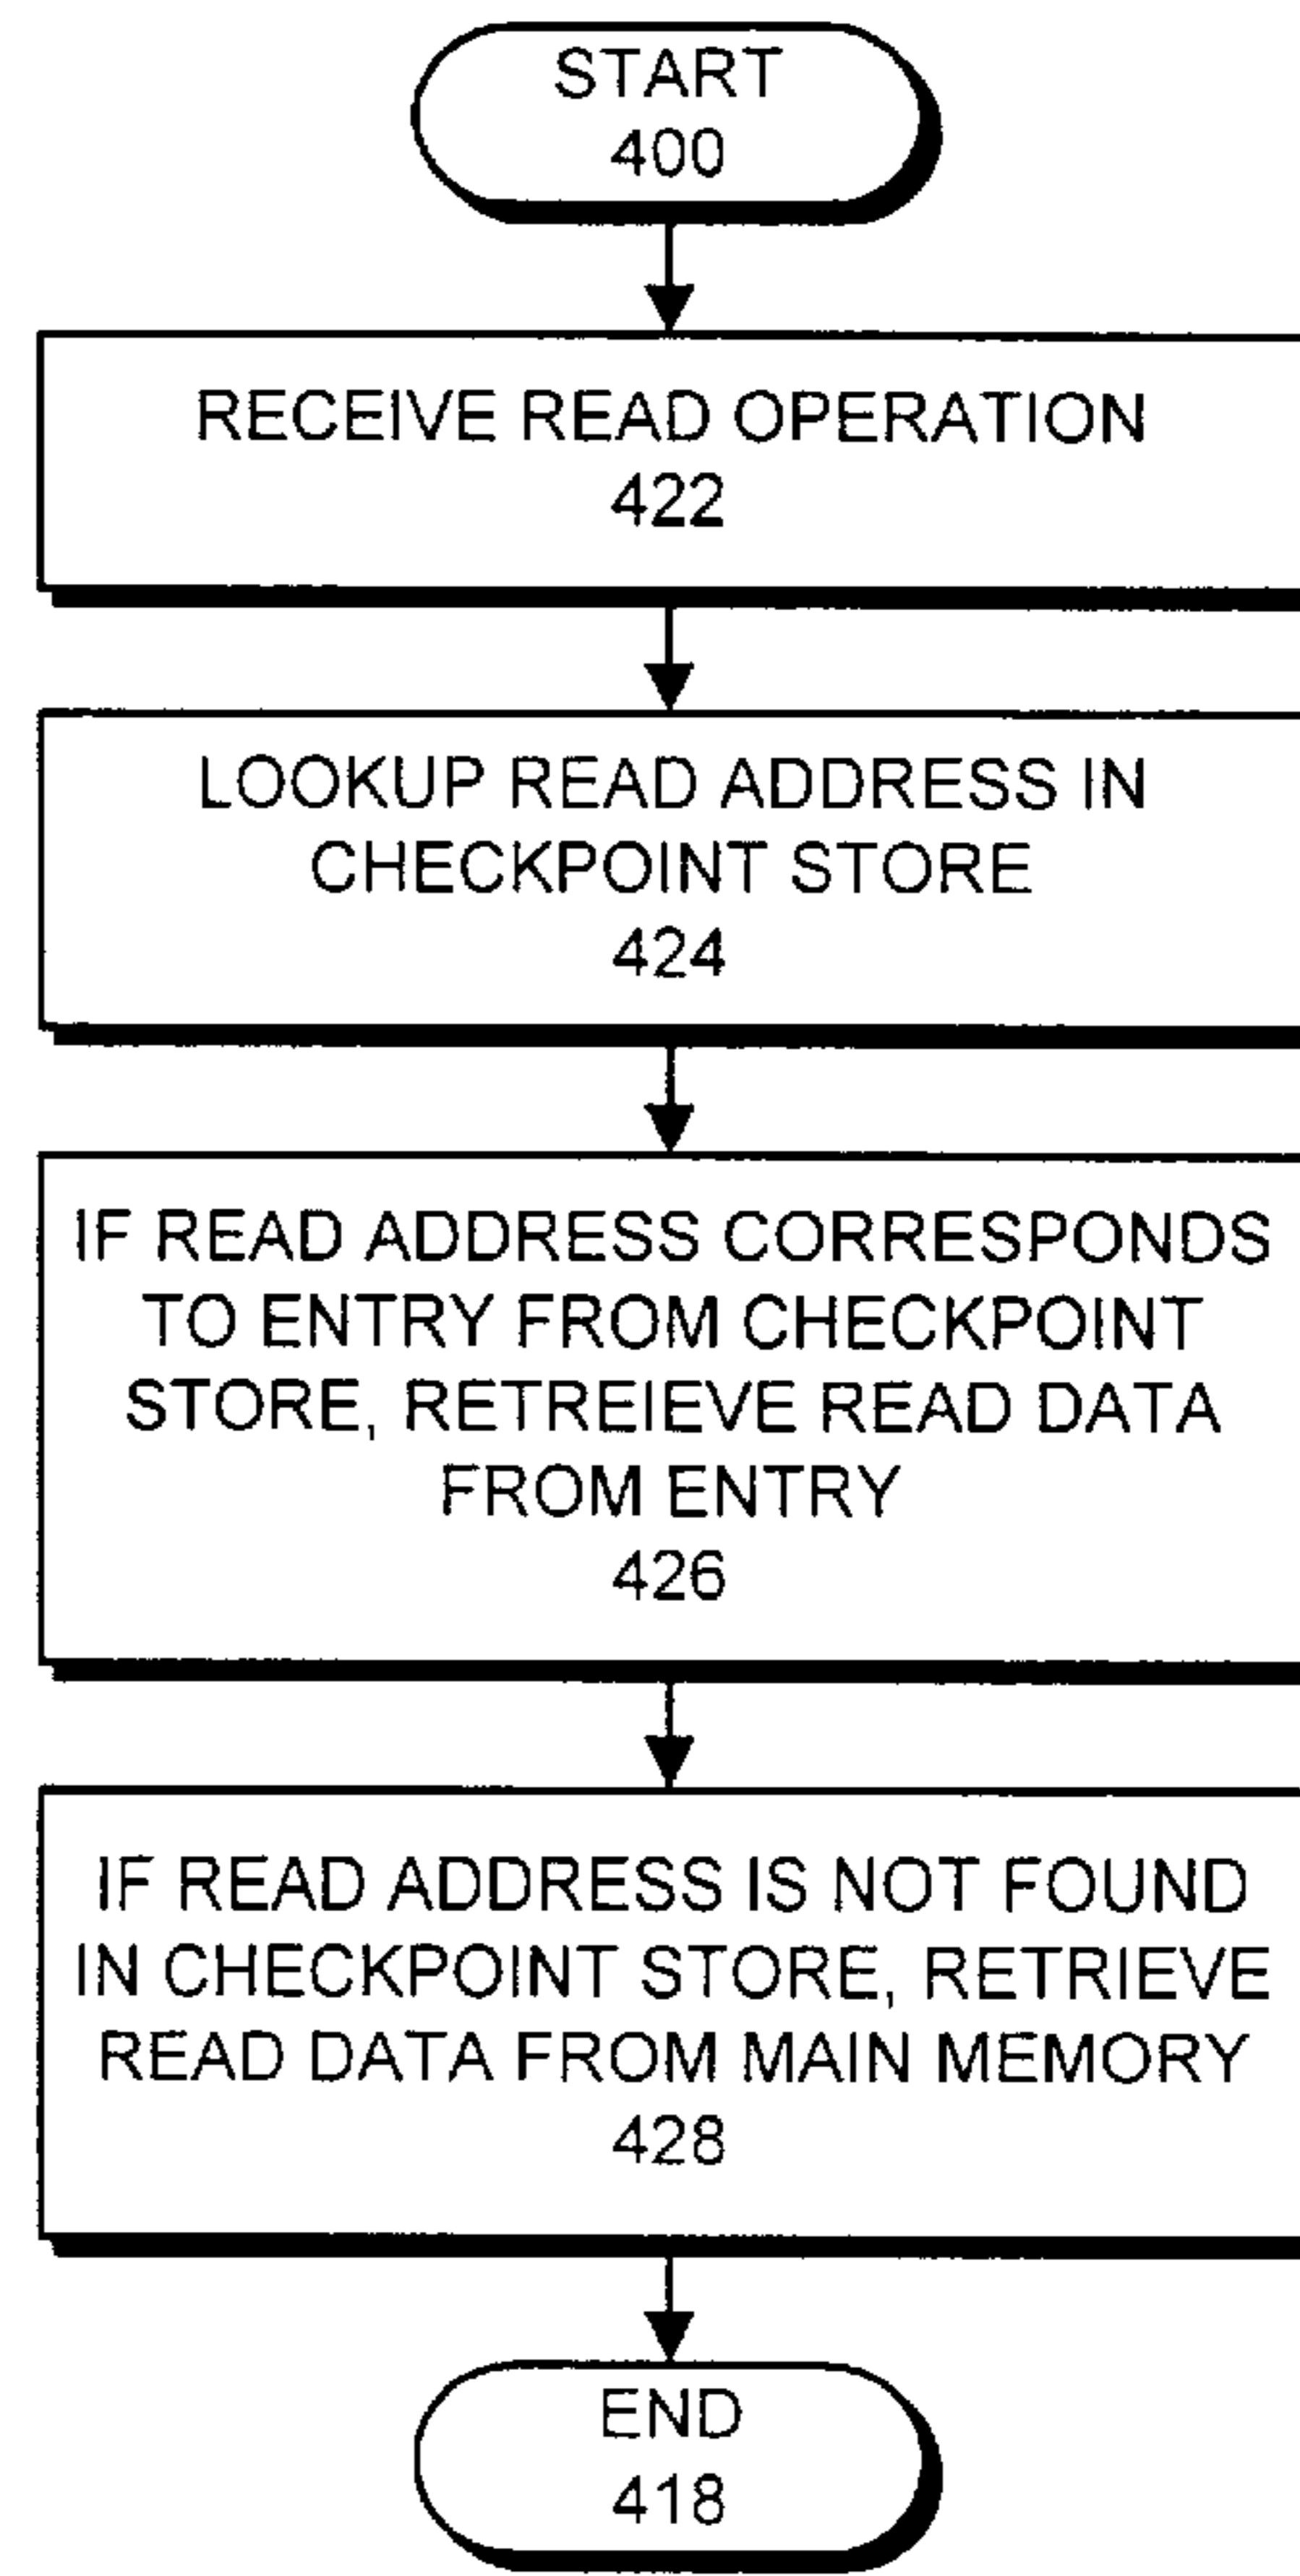 START
400
RECEIVE READ OPERATION
422
LOOKUP READ ADDRESS IN
CHECKPOINT STORE
424
IF READ ADDRESS CORRESPONDS
TO ENTRY FROM CHECKPOINT
STORE, RETREIEVE READ DATA
FROM ENTRY
426
IF READ ADDRESS IS NOT FOUND
IN CHECKPOINT STORE, RETRIEVE
READ DATA FROM MAIN MEMORY
428
END
418